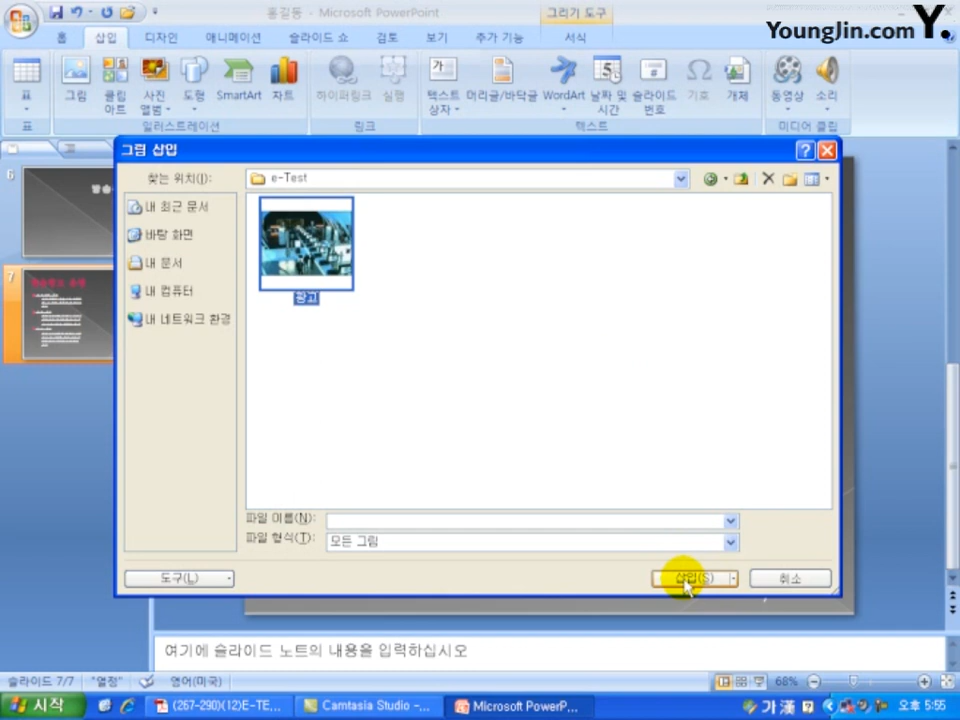 홍길동 - Microsoft PowerPoint
그리기 도구
YoungJin.com Y.
홈 삽입 디자인 애니메이션 슬라이드 쇼 검토 보기 추가 기능 서식
표 그림 클립 아트 사진 앨범 도형 SmartArt 차트 하이퍼링크 실행 텍스트 상자 머리글/바닥글 WordArt 날짜 및 시간 슬라이드 번호 기호 개체 동영상 소리
표 일러스트레이션 링크 텍스트 미디어 클립
그림 삽입
찾는 위치(I): e-Test
내 최근 문서
바탕 화면
내 문서
내 컴퓨터
내 네트워크 환경
광고
파일 이름(N):
파일 형식(T): 모든 그림
도구(L) 삽입(S) 취소
6
7
여기에 슬라이드 노트의 내용을 입력하십시오
슬라이드 7/7 "열정" 영어(미국) 68%
시작 (267-290)(12)E-TE... Camtasia Studio -... Microsoft PowerP... 가 漢 오후 5:55